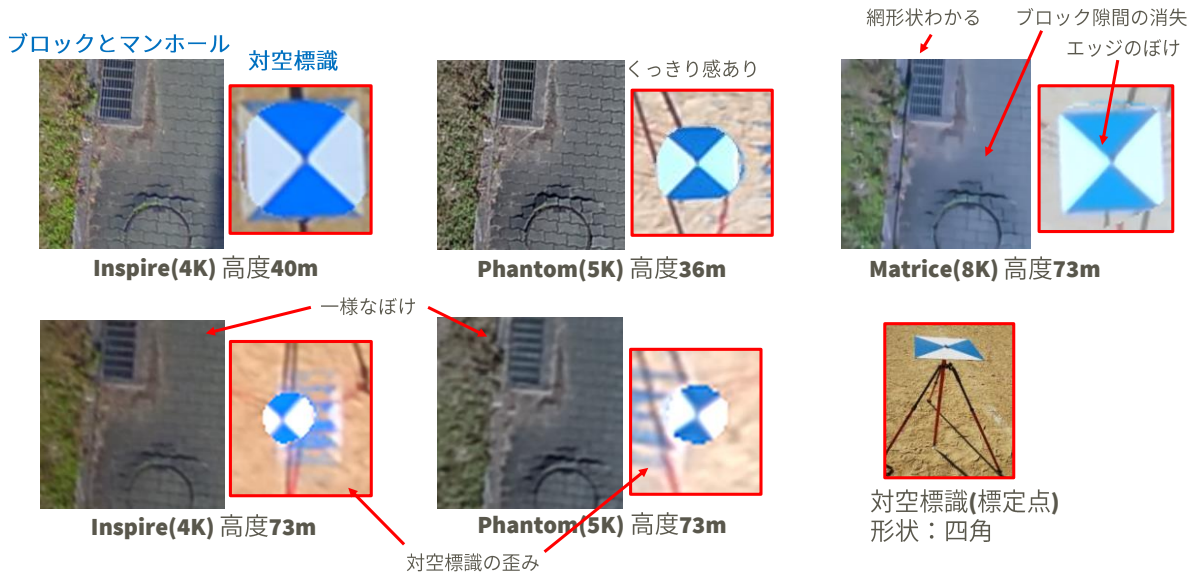 網形状わかる
ブロック隙間の消失
ブロックとマンホール
対空標識
くっきり感あり
エッジのぼけ
Inspire(4K) 高度40m
Phantom(5K) 高度36m
Matrice(8K) 高度73m
一様なぼけ
Inspire(4K) 高度73m
Phantom(5K) 高度73m
対空標識(標定点)
形状：四角
対空標識の歪み